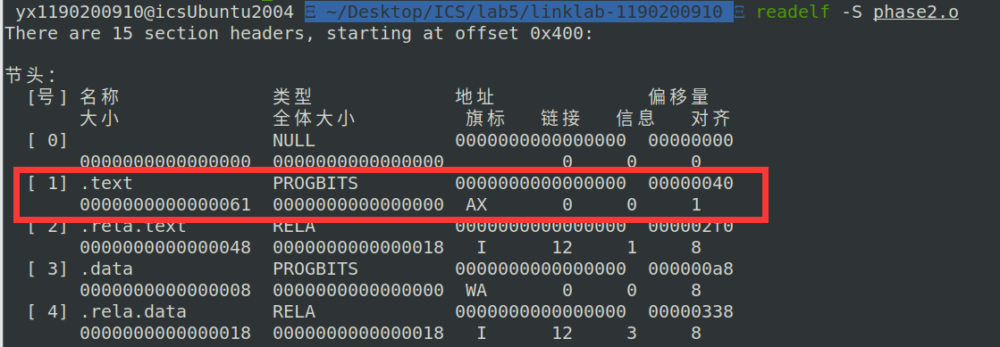 yx1190200910@icsUbuntu2004 Ξ ~/Desktop/ICS/lab5/linklab-1190200910 Ξ readelf -S phase2.o
There are 15 section headers, starting at offset 0x400:
节头：
[号] 名称 类型 地址 偏移量
大小 全体大小 旗标 链接 信息 对齐
[ 0] NULL 0000000000000000 00000000
0000000000000000 0000000000000000 0 0 0
[ 1] .text PROGBITS 0000000000000000 00000040
0000000000000061 0000000000000000 AX 0 0 1
[ 2] .rela.text RELA 0000000000000000 000002f0
0000000000000048 0000000000000018 I 12 1 8
[ 3] .data PROGBITS 0000000000000000 000000a8
0000000000000008 0000000000000000 WA 0 0 8
[ 4] .rela.data RELA 0000000000000000 00000338
0000000000000018 0000000000000018 I 12 3 8